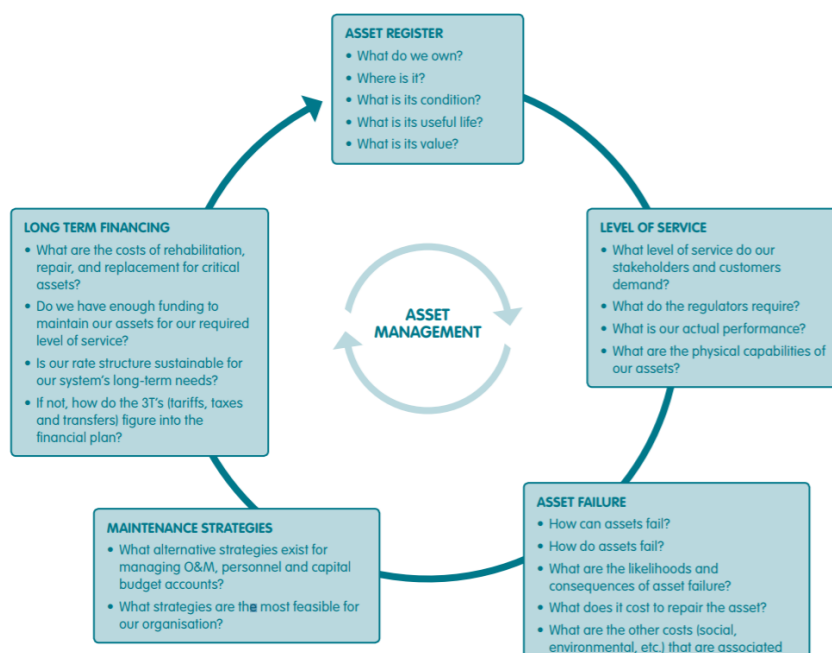 ASSET REGISTER
• What do we own?
• Where is it?
• What is its condition?
• What is its useful life?
• What is its value?
LEVEL OF SERVICE
• What level of service do our
stakeholders and customers
demand?
• What do the regulators require?
• What is our actual performance?
• What are the physical capabilities of
our assets?
ASSET FAILURE
• How can assets fail?
• How do assets fail?
• What are the likelihoods and
consequences of asset failure?
• What does it cost to repair the asset?
• What are the other costs (social,
environmental, etc.) that are associated
MAINTENANCE STRATEGIES
• What alternative strategies exist for
managing O&M, personnel and capital
budget accounts?
• What strategies are the most feasible for
our organisation?
LONG TERM FINANCING
• What are the costs of rehabilitation,
repair, and replacement for critical
assets?
• Do we have enough funding to
maintain our assets for our required
level of service?
• Is our rate structure sustainable for
our system's long-term needs?
• If not, how do the 3T's (tariffs, taxes
and transfers) figure into the
financial plan?
ASSET
MANAGEMENT